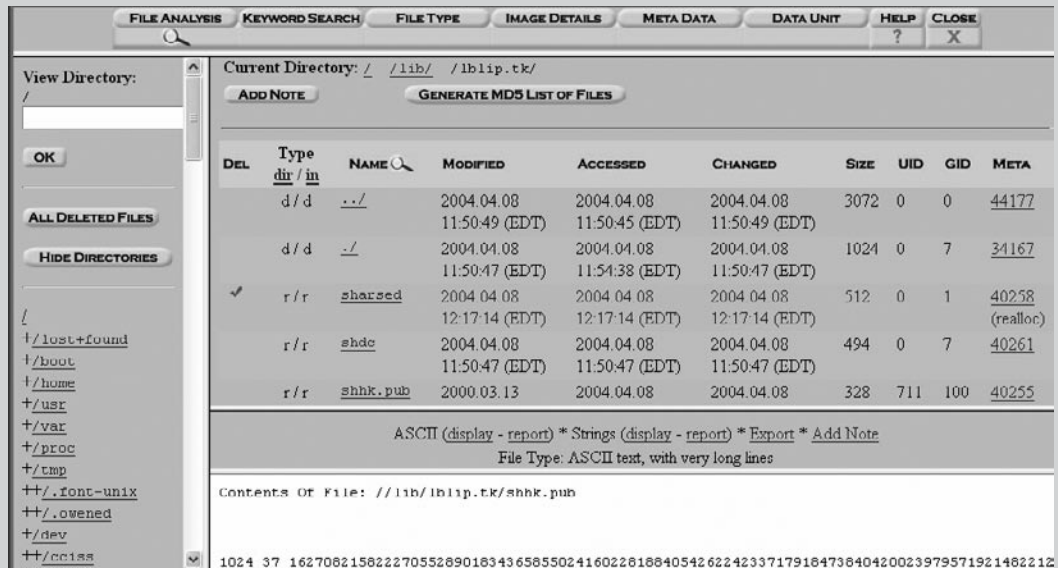 FILE ANALYSIS KEYWORD SEARCH FILE TYPE IMAGE DETAILS META DATA DATA UNIT HELP CLOSE
? X
View Directory:
/
OK
ALL DELETED FILES
HIDE DIRECTORIES
/
+/lost+found
+/boot
+/home
+/usr
+/var
+/proc
+/tmp
++/.font-unix
++/.owened
+/dev
++/cciss
Current Directory: / /lib/ /lblip.tk/
ADD NOTE GENERATE MD5 LIST OF FILES
DEL Type dir / in NAME MODIFIED ACCESSED CHANGED SIZE UID GID META
d / d ../ 2004.04.08 2004.04.08 2004.04.08 3072 0 0 44177
11:50:49 (EDT) 11:50:45 (EDT) 11:50:49 (EDT)
d / d ./ 2004.04.08 2004.04.08 2004.04.08 1024 0 7 34167
11:50:47 (EDT) 11:54:38 (EDT) 11:50:47 (EDT)
✓ r / r sharsed 2004.04.08 2004.04.08 2004.04.08 512 0 1 40258
12:17:14 (EDT) 12:17:14 (EDT) 12:17:14 (EDT) (realloc)
r / r shdc 2004.04.08 2004.04.08 2004.04.08 494 0 7 40261
11:50:47 (EDT) 11:50:47 (EDT) 11:50:47 (EDT)
r / r shhk.pub 2000.03.13 2004.04.08 2004.04.08 328 711 100 40255
ASCII (display - report) * Strings (display - report) * Export * Add Note
File Type: ASCII text, with very long lines
Contents Of File: //lib/lblip.tk/shhk.pub
1024 37